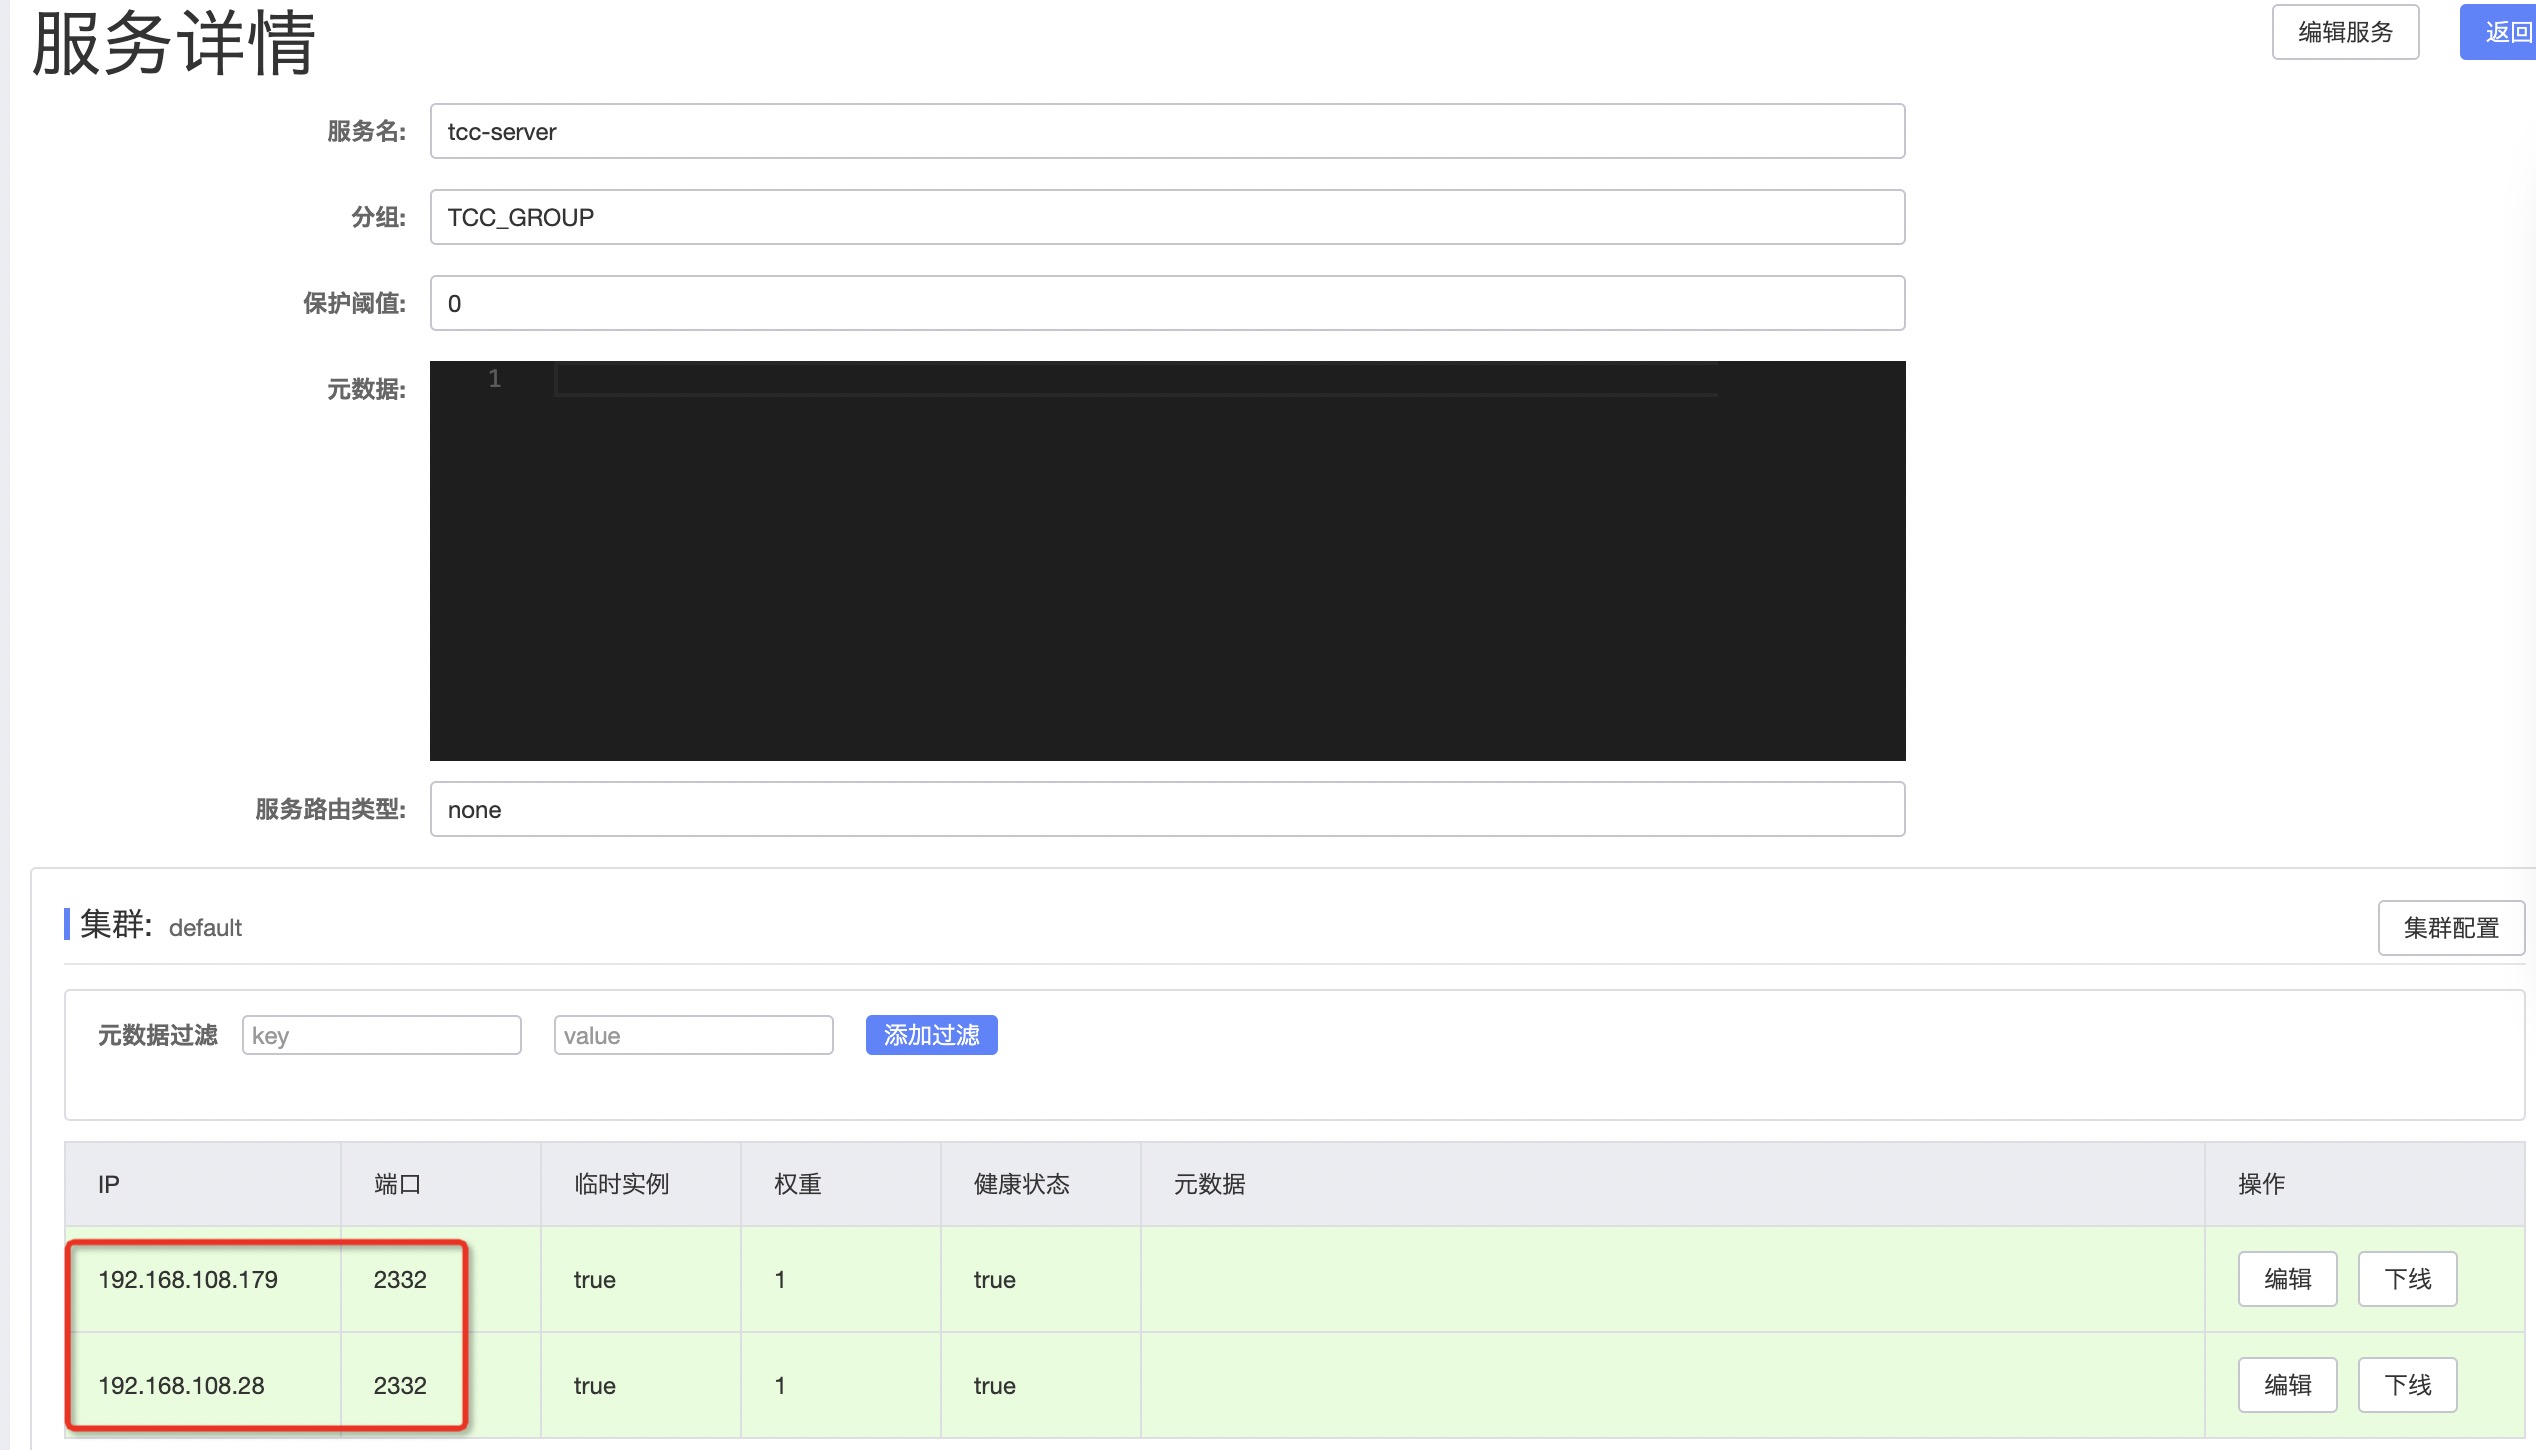 服务详情
编辑服务
返回
服务名: tcc-server
分组: TCC_GROUP
保护阈值: 0
元数据: 1
服务路由类型: none
集群: default
集群配置
元数据过滤 key value 添加过滤
IP 端口 临时实例 权重 健康状态 元数据 操作
192.168.108.179 2332 true 1 true 编辑 下线
192.168.108.28 2332 true 1 true 编辑 下线